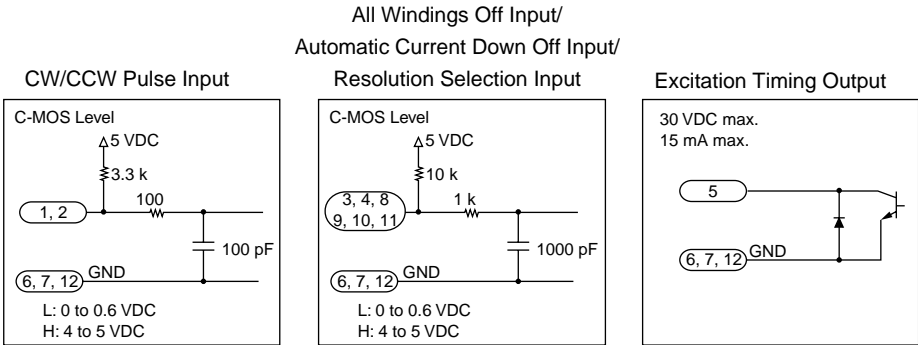 All Windings Off Input/
Automatic Current Down Off Input/
CW/CCW Pulse Input
Resolution Selection Input
Excitation Timing Output
C-MOS Level
5 VDC
3.3 k
100
1, 2
100 pF
6, 7, 12
GND
L: 0 to 0.6 VDC
H: 4 to 5 VDC
C-MOS Level
5 VDC
10 k
1 k
3, 4, 8
9, 10, 11
1000 pF
6, 7, 12
GND
L: 0 to 0.6 VDC
H: 4 to 5 VDC
30 VDC max.
15 mA max.
5
6, 7, 12
GND